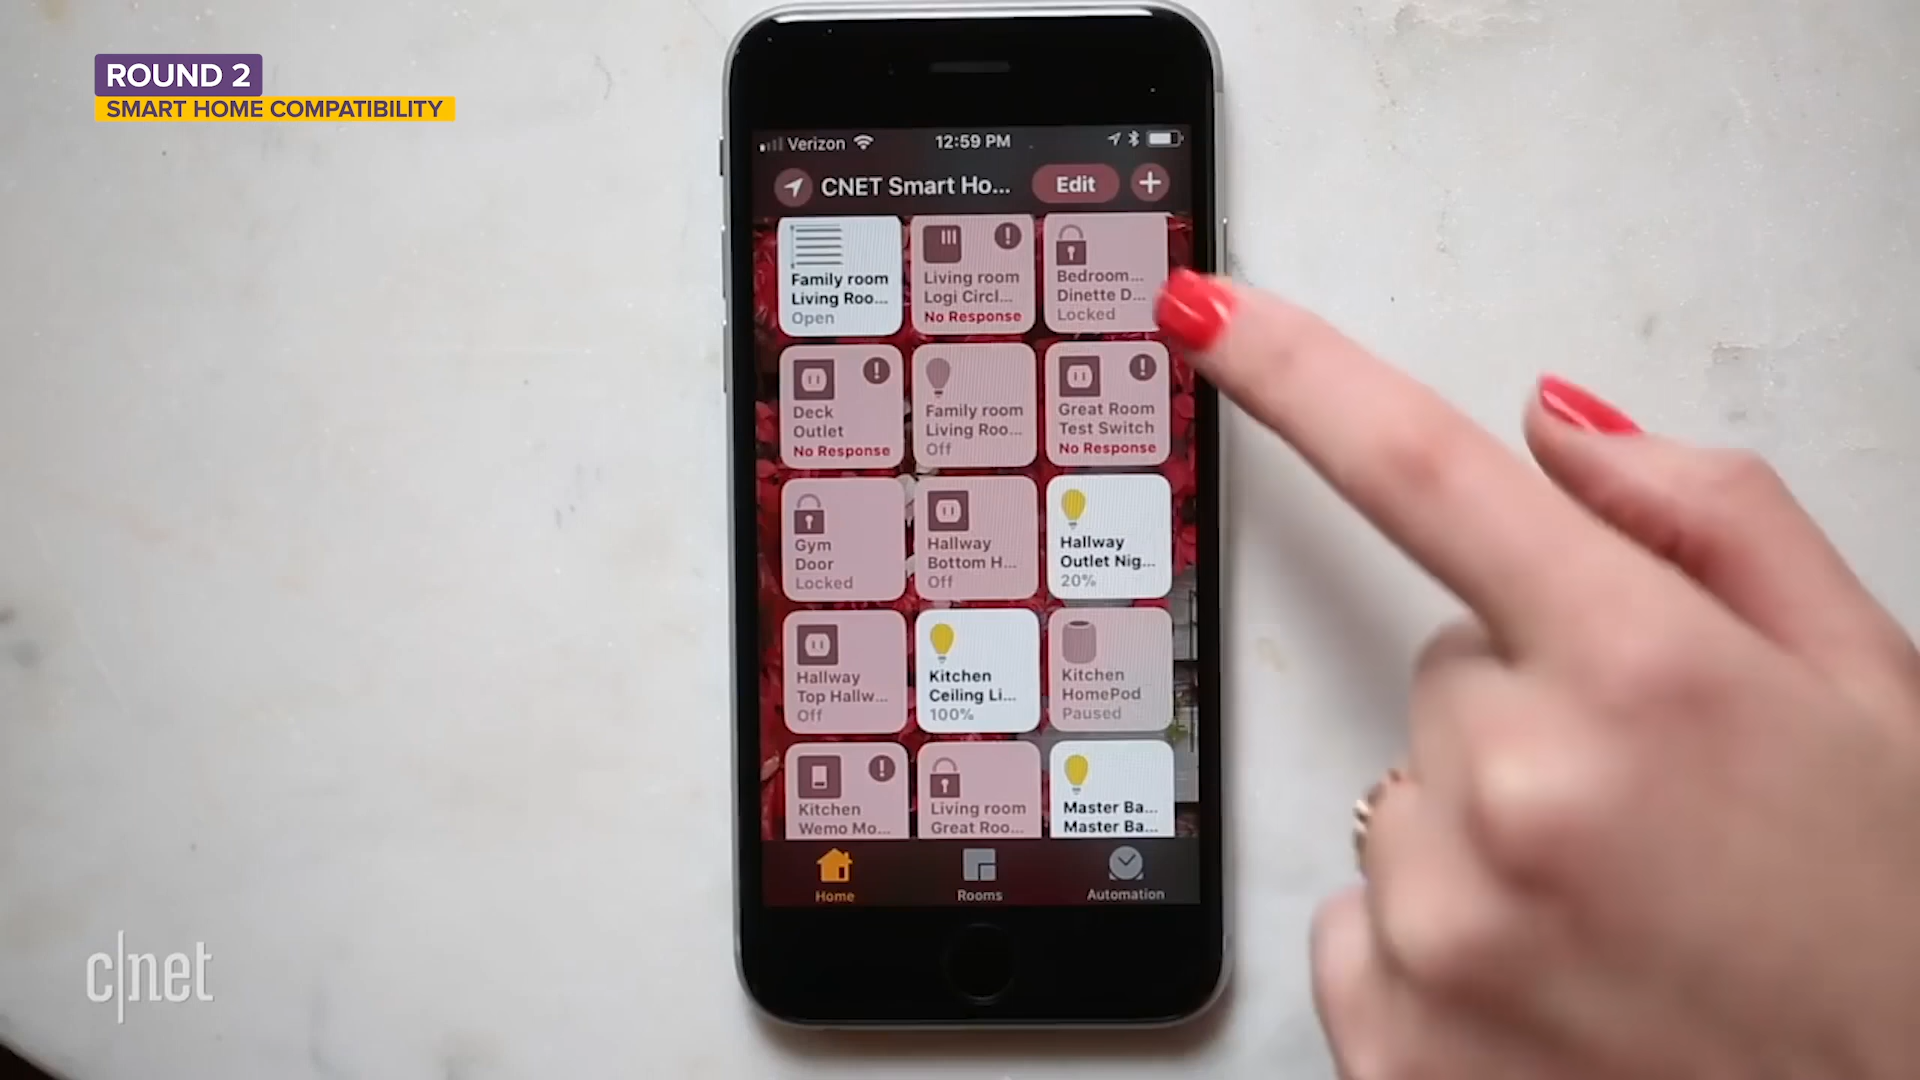 ROUND 2
SMART HOME COMPATIBILITY
Verizon
12:59 PM
CNET Smart Ho...
Edit
Family room
Living Roo...
Open
Living room
Logi Circl...
No Response
Bedroom...
Dinette D...
Locked
Deck
Outlet
No Response
Family room
Living Roo...
Off
Great Room
Test Switch
No Response
Gym
Door
Locked
Hallway
Bottom H...
Off
Hallway
Outlet Nig...
20%
Hallway
Top Hallw...
Off
Kitchen
Ceiling Li...
100%
Kitchen
HomePod
Paused
Kitchen
Wemo Mo...
Living room
Great Roo...
Master Ba...
Master Ba...
Home
Rooms
Automation
c|net